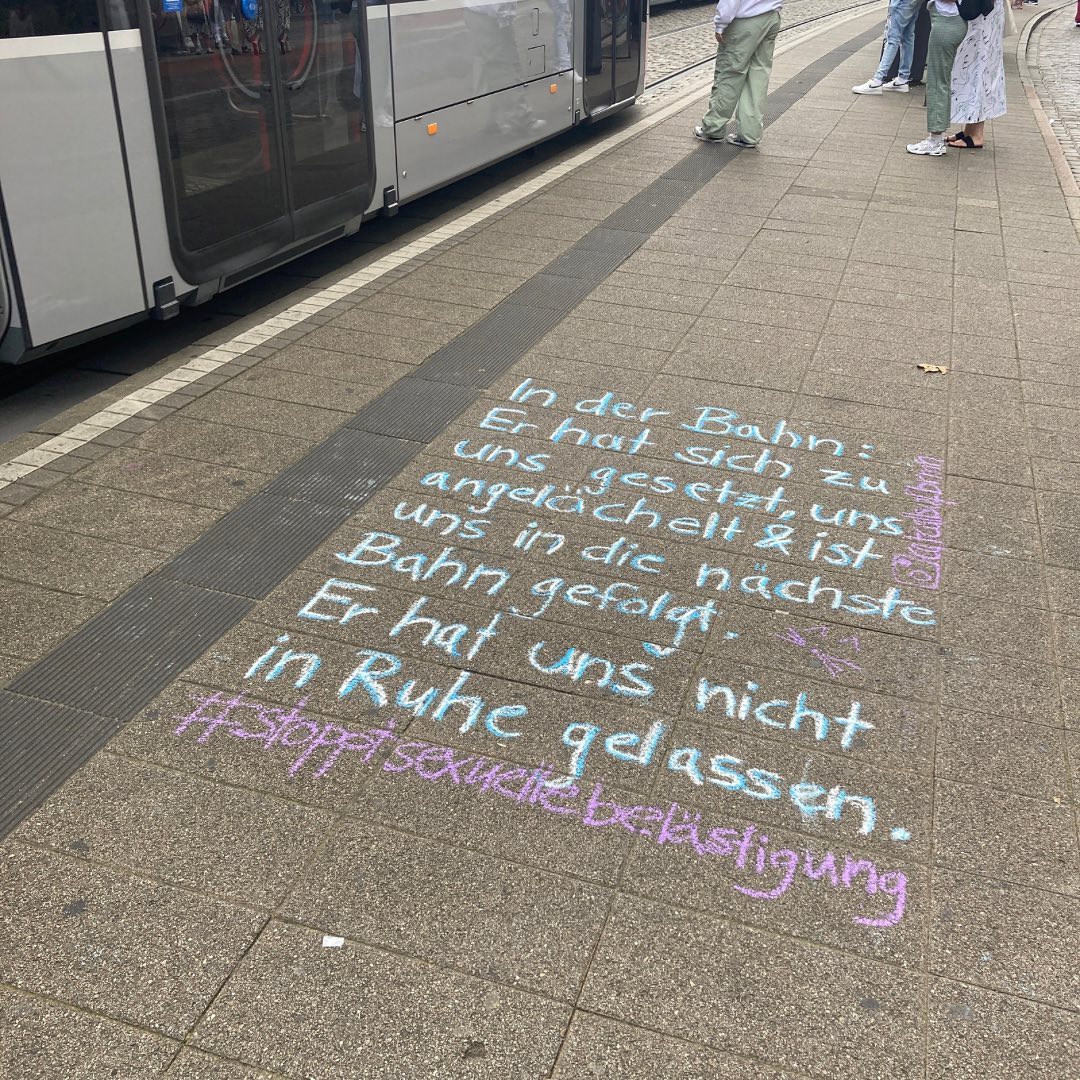 In der Bahn:
Er hat sich zu
uns gesetzt, uns
angelächelt & ist
uns in die nächste
Bahn gefolgt.
Er hat uns nicht
in Ruhe gelassen.
#stopptsexuellebelästigung